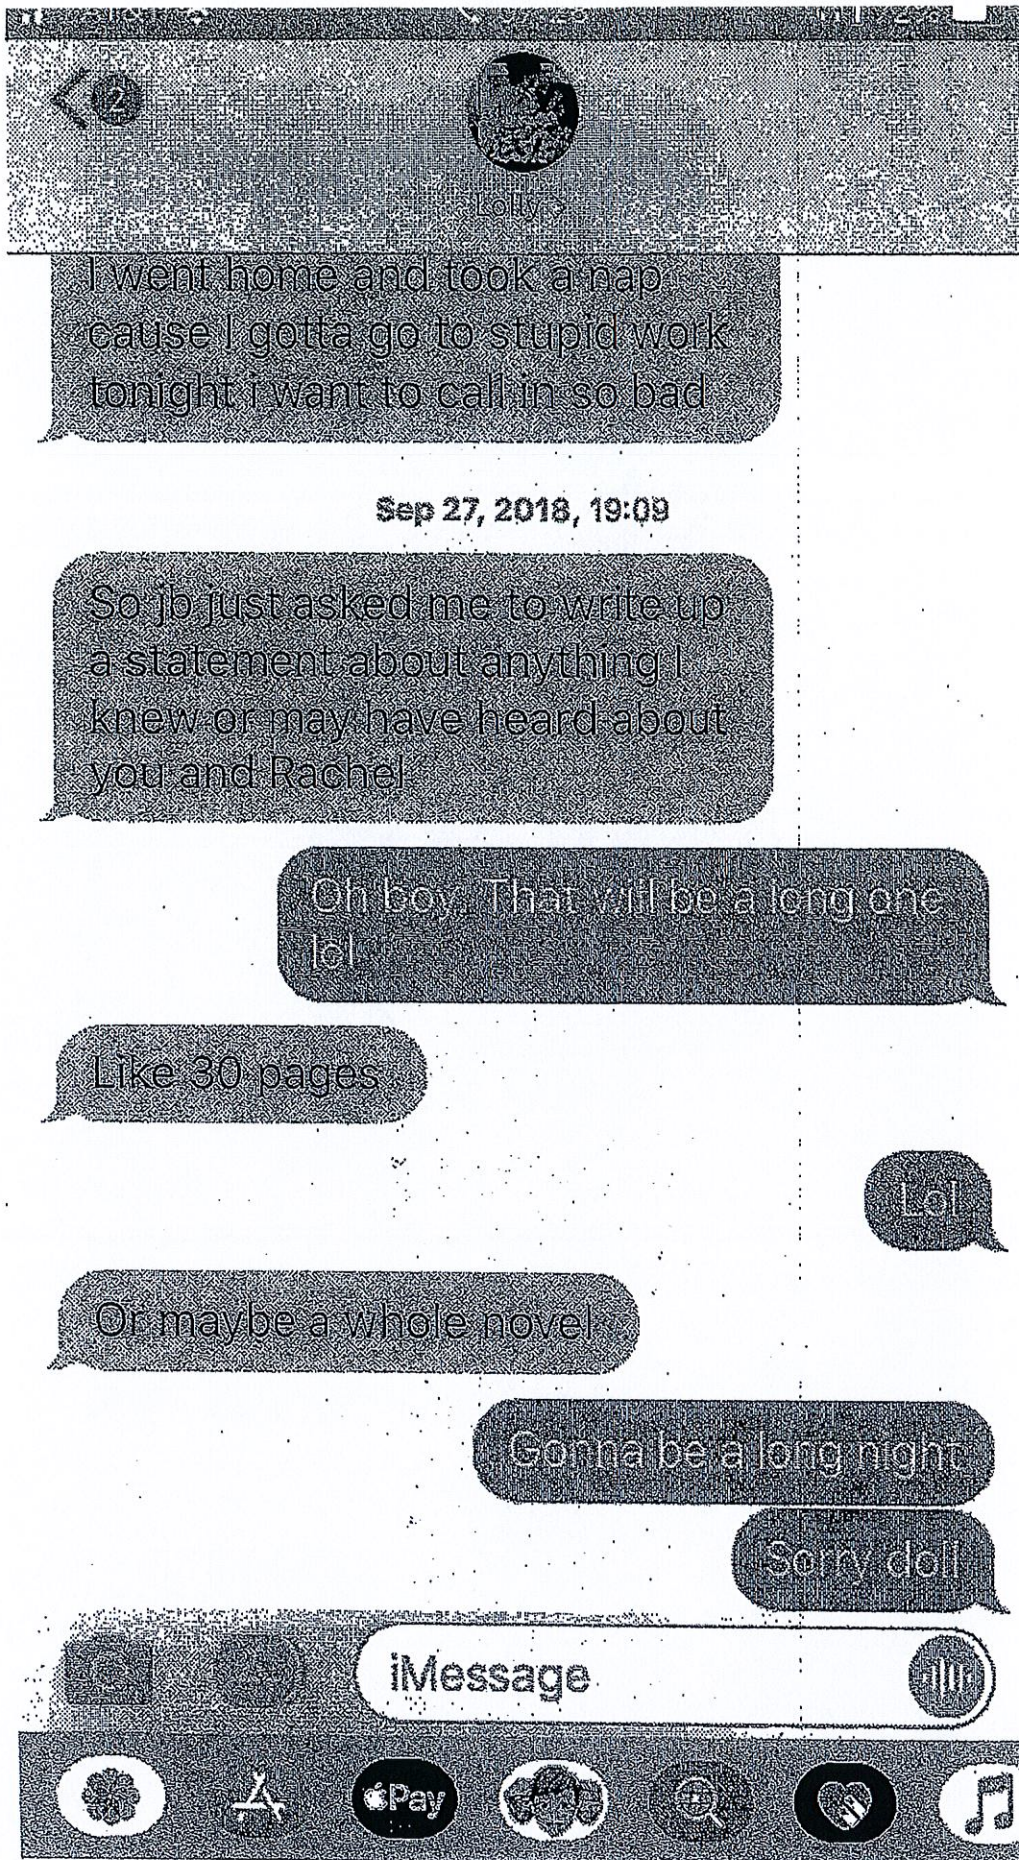 2
Lolly >
I went home and took a nap
cause I gotta go to stupid work
tonight i want to call in so bad
Sep 27, 2018, 19:09
So jb just asked me to write up
a statement about anything I
knew or may have heard about
you and Rachel
Oh boy. That will be a long one
lol
Like 30 pages
Lol
Or maybe a whole novel
Gonna be a long night
Sorry doll
iMessage
Pay